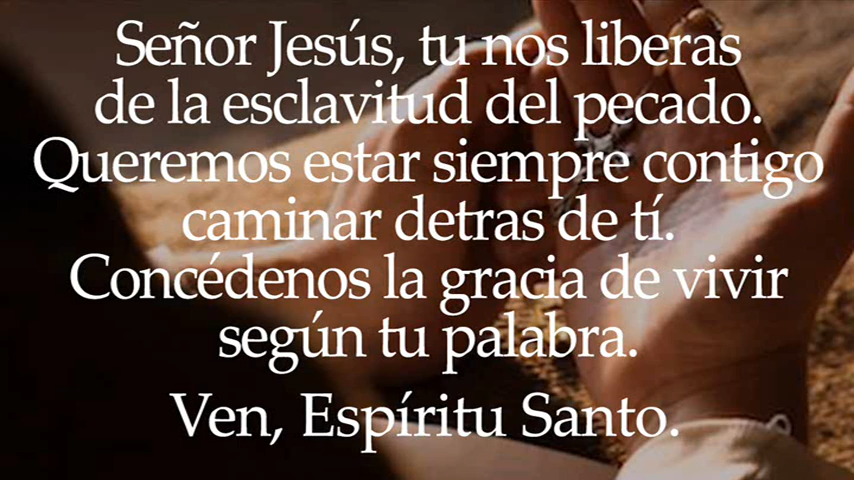 Señor Jesús, tu nos liberas
de la esclavitud del pecado.
Queremos estar siempre contigo
caminar detras de tí.
Concédenos la gracia de vivir
según tu palabra.
Ven, Espíritu Santo.